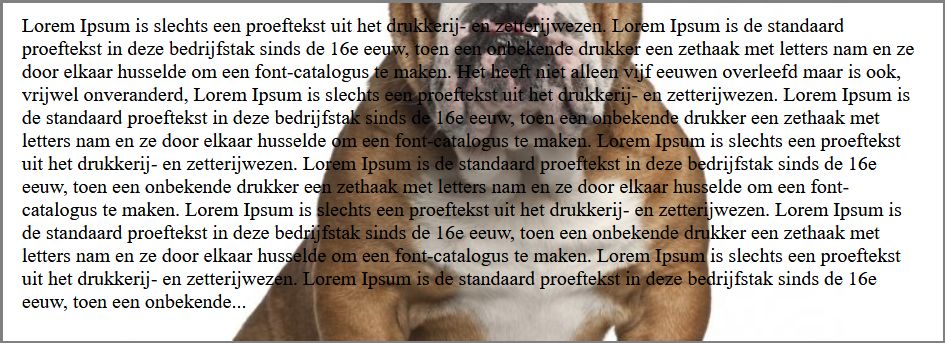 Lorem Ipsum is slechts een proeftekst uit het drukkerij- en zetterijwezen. Lorem Ipsum is de standaard
proeftekst in deze bedrijfstak sinds de 16e eeuw, toen een onbekende drukker een zethaak met letters nam en ze
door elkaar husselde om een font-catalogus te maken. Het heeft niet alleen vijf eeuwen overleefd maar is ook,
vrijwel onveranderd, Lorem Ipsum is slechts een proeftekst uit het drukkerij- en zetterijwezen. Lorem Ipsum is
de standaard proeftekst in deze bedrijfstak sinds de 16e eeuw, toen een onbekende drukker een zethaak met
letters nam en ze door elkaar husselde om een font-catalogus te maken. Lorem Ipsum is slechts een proeftekst
uit het drukkerij- en zetterijwezen. Lorem Ipsum is de standaard proeftekst in deze bedrijfstak sinds de 16e
eeuw, toen een onbekende drukker een zethaak met letters nam en ze door elkaar husselde om een font-
catalogus te maken. Lorem Ipsum is slechts een proeftekst uit het drukkerij- en zetterijwezen. Lorem Ipsum is
de standaard proeftekst in deze bedrijfstak sinds de 16e eeuw, toen een onbekende drukker een zethaak met
letters nam en ze door elkaar husselde om een font-catalogus te maken. Lorem Ipsum is slechts een proeftekst
uit het drukkerij- en zetterijwezen. Lorem Ipsum is de standaard proeftekst in deze bedrijfstak sinds de 16e
eeuw, toen een onbekende...